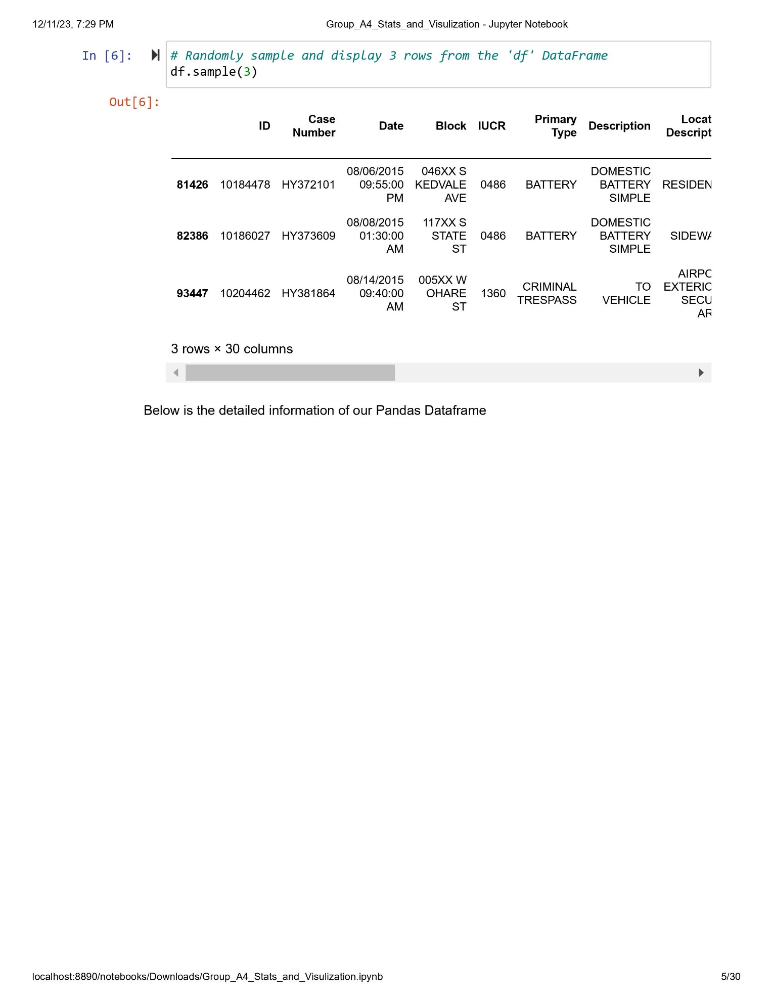 12/11/23, 7:29 PM
Group_A4_Stats_and_Visulization - Jupyter Notebook
In [6]:
# Randomly sample and display 3 rows from the 'df' DataFrame
df.sample(3)
Out[6]:
ID Case Number Date Block IUCR Primary Type Description Locat Descript
81426 10184478 HY372101 08/06/2015 09:55:00 PM 046XX S KEDVALE AVE 0486 BATTERY DOMESTIC BATTERY SIMPLE RESIDEN
82386 10186027 HY373609 08/08/2015 01:30:00 AM 117XX S STATE ST 0486 BATTERY DOMESTIC BATTERY SIMPLE SIDEWA
93447 10204462 HY381864 08/14/2015 09:40:00 AM 005XX W OHARE ST 1360 CRIMINAL TRESPASS TO VEHICLE AIRPO EXTERIO SECU AR
3 rows × 30 columns
Below is the detailed information of our Pandas Dataframe
localhost:8890/notebooks/Downloads/Group_A4_Stats_and_Visulization.ipynb
5/30